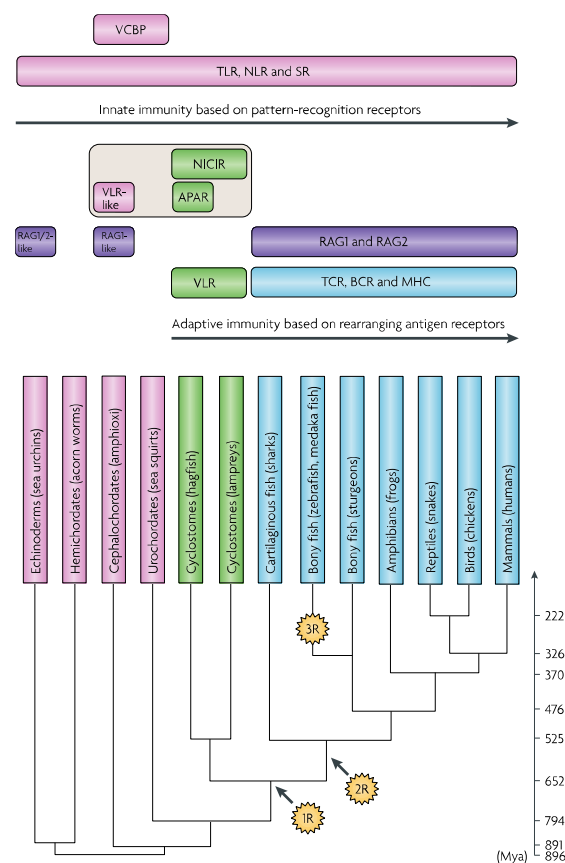 VCBP
TLR, NLR and SR
Innate immunity based on pattern-recognition receptors
NICIR
VLR-
like
APAR
RAG1/2-
like
RAG1-
like
RAG1 and RAG2
VLR
TCR, BCR and MHC
Adaptive immunity based on rearranging antigen receptors
Echinoderms (sea urchins)
Hemichordates (acorn worms)
Cephalochordates (amphioxi)
Urochordates (sea squirts)
Cyclostomes (hagfish)
Cyclostomes (lampreys)
Cartilaginous fish (sharks)
Bony fish (zebrafish, medaka fish)
Bony fish (sturgeons)
Amphibians (frogs)
Reptiles (snakes)
Birds (chickens)
Mammals (humans)
222
3R
326
370
476
525
652
2R
1R
794
891
(Mya) 896